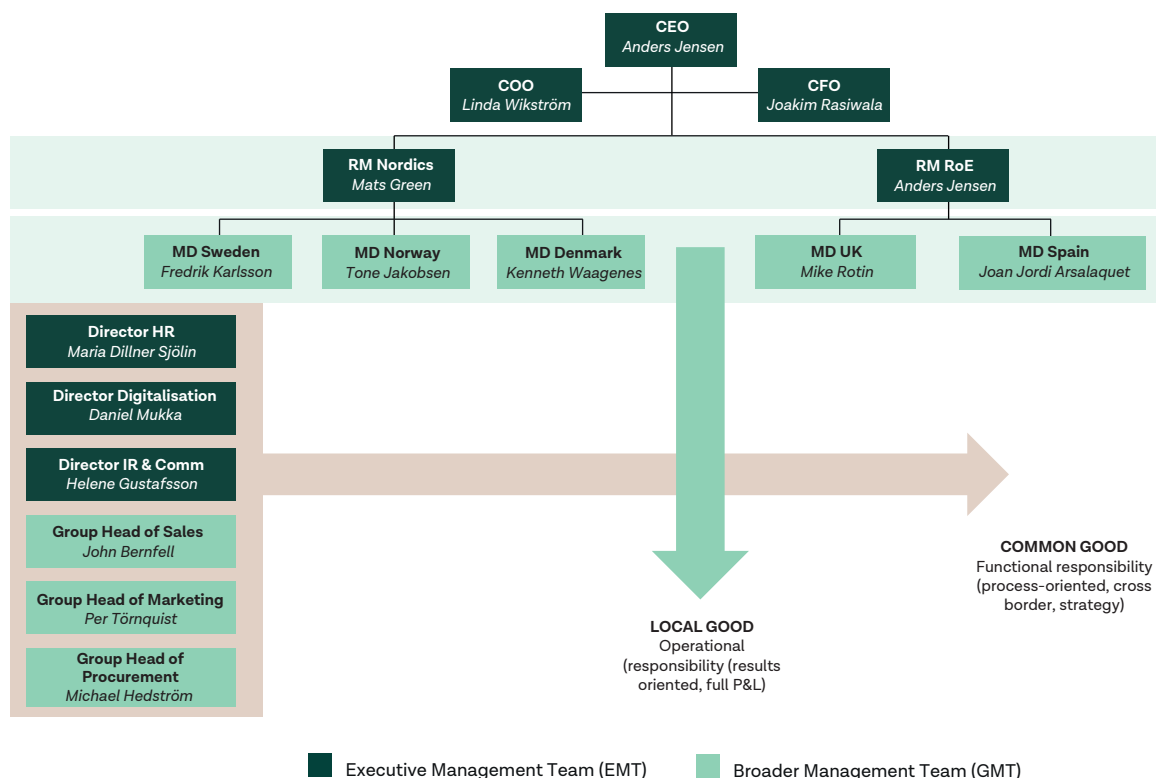 CEO
Anders Jensen
COO
Linda Wikström
CFO
Joakim Rasiwala
RM Nordics
Mats Green
RM RoE
Anders Jensen
MD Sweden
Fredrik Karlsson
MD Norway
Tone Jakobsen
MD Denmark
Kenneth Waagenes
MD UK
Mike Rotin
MD Spain
Joan Jordi Arsalaquet
Director HR
Maria Dillner Sjölin
Director Digitalisation
Daniel Mukka
Director IR & Comm
Helene Gustafsson
Group Head of Sales
John Bernfell
Group Head of Marketing
Per Törnquist
Group Head of
Procurement
Michael Hedström
LOCAL GOOD
Operational
(responsibility (results
oriented, full P&L)
COMMON GOOD
Functional responsibility
(process-oriented, cross
border, strategy)
Executive Management Team (EMT)
Broader Management Team (GMT)